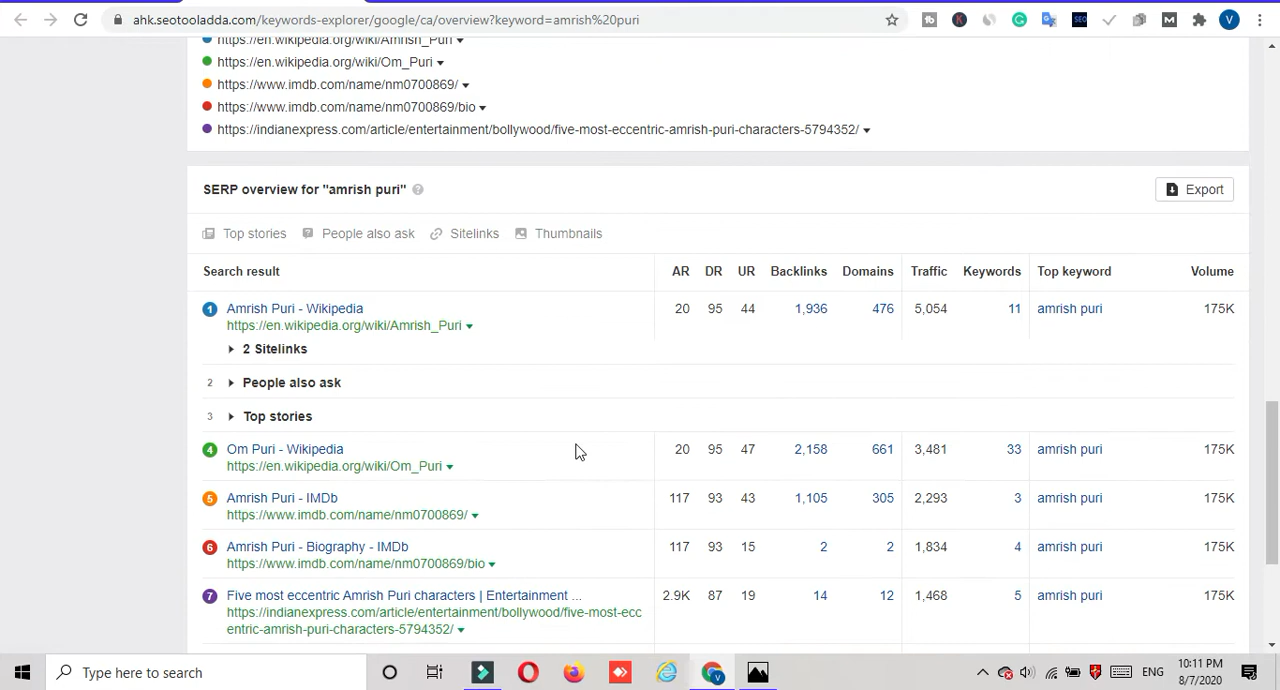 ahk.seotooladda.com/keywords-explorer/google/ca/overview?keyword=amrish%20puri
https://en.wikipedia.org/wiki/Amrish_Puri
https://en.wikipedia.org/wiki/Om_Puri
https://www.imdb.com/name/nm0700869/
https://www.imdb.com/name/nm0700869/bio
https://indianexpress.com/article/entertainment/bollywood/five-most-eccentric-amrish-puri-characters-5794352/
SERP overview for "amrish puri" ?
Export
Top stories People also ask Sitelinks Thumbnails
Search result AR DR UR Backlinks Domains Traffic Keywords Top keyword Volume
1 Amrish Puri - Wikipedia 20 95 44 1,936 476 5,054 11 amrish puri 175K
https://en.wikipedia.org/wiki/Amrish_Puri
2 Sitelinks
2 People also ask
3 Top stories
4 Om Puri - Wikipedia 20 95 47 2,158 661 3,481 33 amrish puri 175K
https://en.wikipedia.org/wiki/Om_Puri
5 Amrish Puri - IMDb 117 93 43 1,105 305 2,293 3 amrish puri 175K
https://www.imdb.com/name/nm0700869/
6 Amrish Puri - Biography - IMDb 117 93 15 2 2 1,834 4 amrish puri 175K
https://www.imdb.com/name/nm0700869/bio
7 Five most eccentric Amrish Puri characters | Entertainment ... 2.9K 87 19 14 12 1,468 5 amrish puri 175K
https://indianexpress.com/article/entertainment/bollywood/five-most-ecc
entric-amrish-puri-characters-5794352/
Type here to search
ENG
10:11 PM
8/7/2020